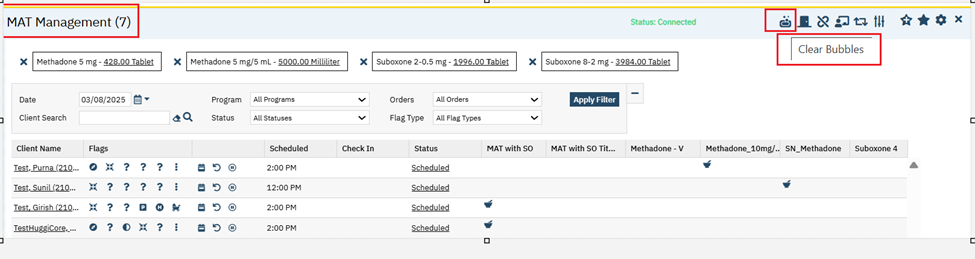 MAT Management (7)
Status: Connected
Clear Bubbles
Methadone 5 mg - 428.00 Tablet
Methadone 5 mg/5 mL - 5000.00 Milliliter
Suboxone 2-0.5 mg - 1996.00 Tablet
Suboxone 8-2 mg - 3984.00 Tablet
Date 03/08/2025 Program All Programs Orders All Orders Apply Filter
Client Search Status All Statuses Flag Type All Flag Types
Client Name Flags Scheduled Check In Status MAT with SO MAT with SO Tit... Methadone - V Methadone_10mg/... SN_Methadone Suboxone 4
Test, Purna (210... ? ? ? 2:00 PM Scheduled
Test, Sunil (210... ? ? ? ? 12:00 PM Scheduled
Test, Girish (210... ? ? P H 2:00 PM Scheduled
TestHuggiCore, ... ? ? 2:00 PM Scheduled